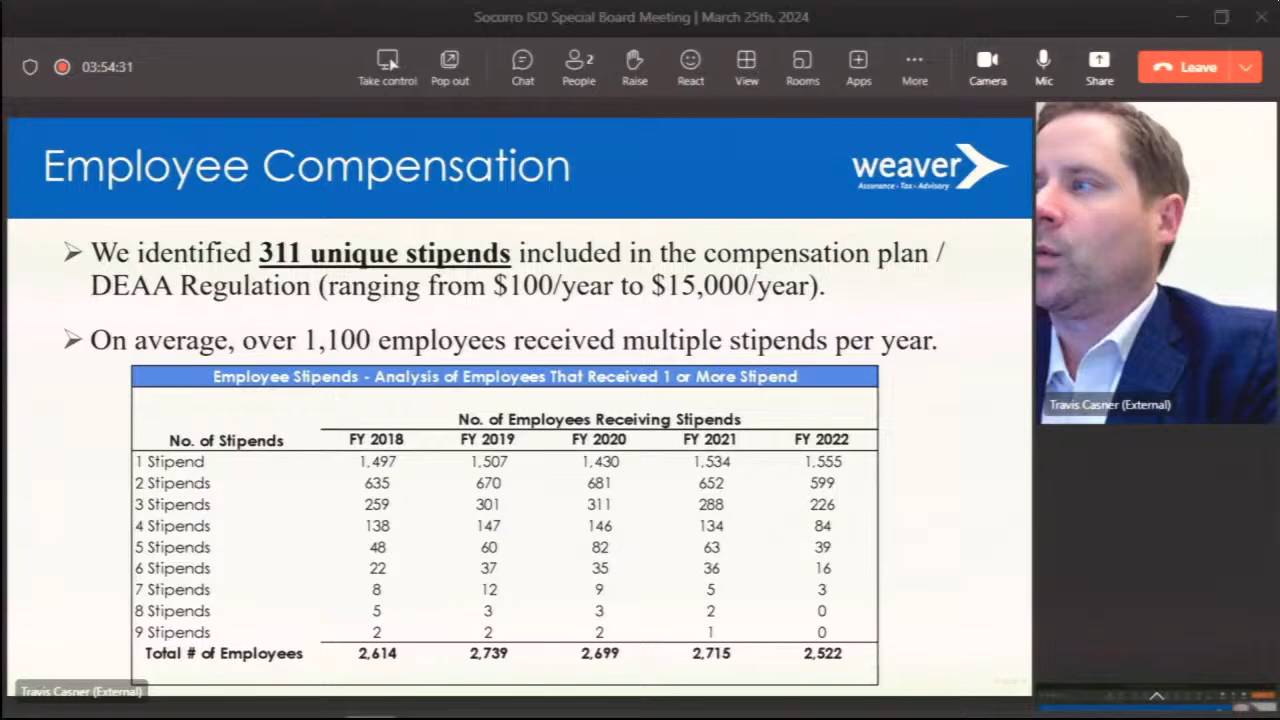 Socorro ISD Special Board Meeting | March 25th, 2024
03:54:31 Take control Pop out Chat People 2 Raise React View Rooms Apps More Camera Mic Share Leave
Employee Compensation
weaver
Assurance • Tax • Advisory
➢ We identified 311 unique stipends included in the compensation plan /
DEAA Regulation (ranging from $100/year to $15,000/year).
➢ On average, over 1,100 employees received multiple stipends per year.
Employee Stipends - Analysis of Employees That Received 1 or More Stipend
No. of Employees Receiving Stipends
No. of Stipends FY 2018 FY 2019 FY 2020 FY 2021 FY 2022
1 Stipend 1,497 1,507 1,430 1,534 1,555
2 Stipends 635 670 681 652 599
3 Stipends 259 301 311 288 226
4 Stipends 138 147 146 134 84
5 Stipends 48 60 82 63 39
6 Stipends 22 37 35 36 16
7 Stipends 8 12 9 5 3
8 Stipends 5 3 3 2 0
9 Stipends 2 2 2 1 0
Total # of Employees 2,614 2,739 2,699 2,715 2,522
Travis Casner (External)
Travis Casner (External)